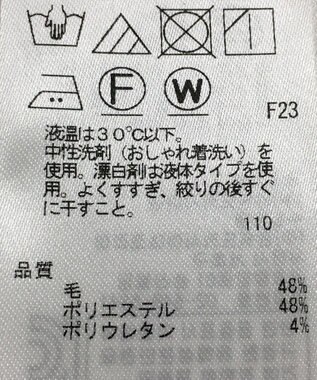 F W
F23
液温は30℃以下。
中性洗剤（おしゃれ着洗い）を
使用。漂白剤は液体タイプを使
用。よくすすぎ、絞りの後すぐ
に干すこと。
110
品質
毛 48%
ポリエステル 48%
ポリウレタン 4%